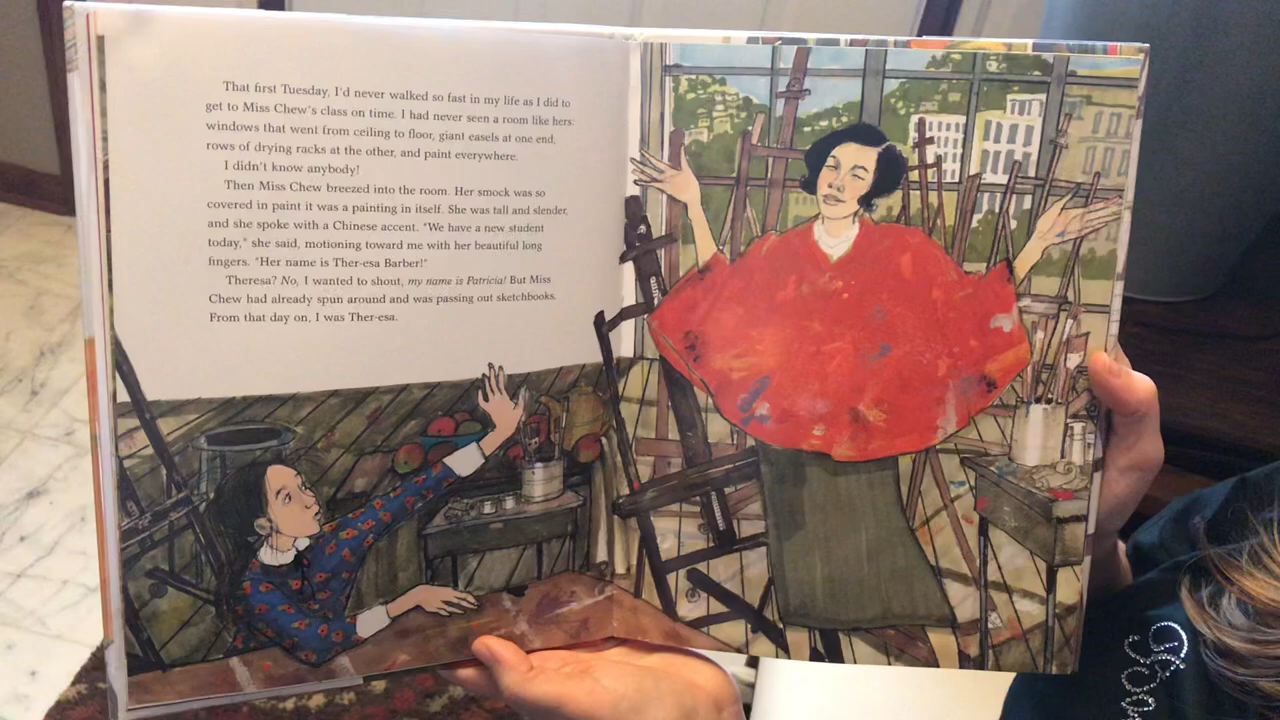 That first Tuesday, I'd never walked so fast in my life as I did to
get to Miss Chew's class on time. I had never seen a room like hers:
windows that went from ceiling to floor, giant easels at one end,
rows of drying racks at the other, and paint everywhere.
I didn't know anybody!
Then Miss Chew breezed into the room. Her smock was so
covered in paint it was a painting in itself. She was tall and slender,
and she spoke with a Chinese accent. "We have a new student
today," she said, motioning toward me with her beautiful long
fingers. "Her name is Ther-esa Barber!"
Theresa? No, I wanted to shout, my name is Patricia! But Miss
Chew had already spun around and was passing out sketchbooks.
From that day on, I was Ther-esa.